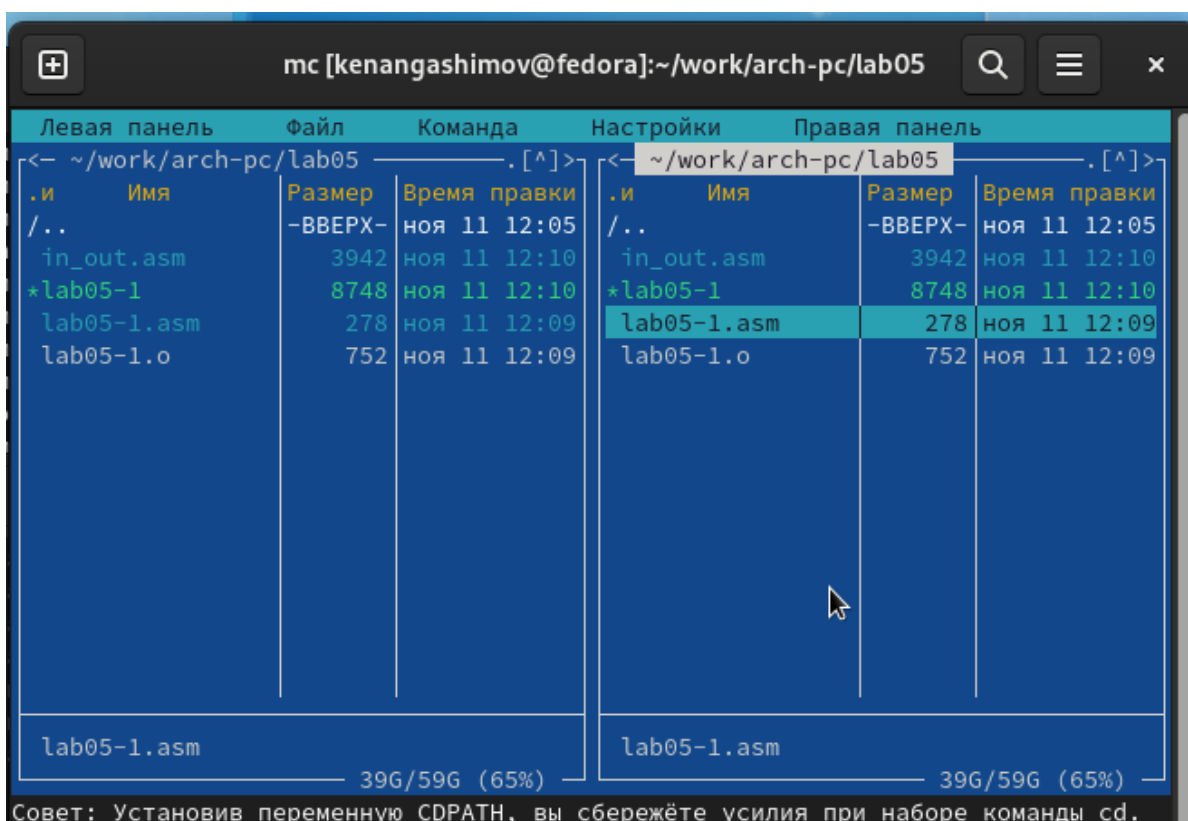 mc [kenangashimov@fedora]:~/work/arch-pc/lab05
Левая панель Файл Команда Настройки Правая панель
<— ~/work/arch-pc/lab05 .[^]> <— ~/work/arch-pc/lab05 .[^]>
.и Имя Размер Время правки .и Имя Размер Время правки
/.. -ВВЕРХ- ноя 11 12:05 /.. -ВВЕРХ- ноя 11 12:05
in_out.asm 3942 ноя 11 12:10 in_out.asm 3942 ноя 11 12:10
*lab05-1 8748 ноя 11 12:10 *lab05-1 8748 ноя 11 12:10
lab05-1.asm 278 ноя 11 12:09 lab05-1.asm 278 ноя 11 12:09
lab05-1.o 752 ноя 11 12:09 lab05-1.o 752 ноя 11 12:09
lab05-1.asm lab05-1.asm
39G/59G (65%) 39G/59G (65%)
Совет: Установив переменную CDPATH, вы сбережёте усилия при наборе команды cd.